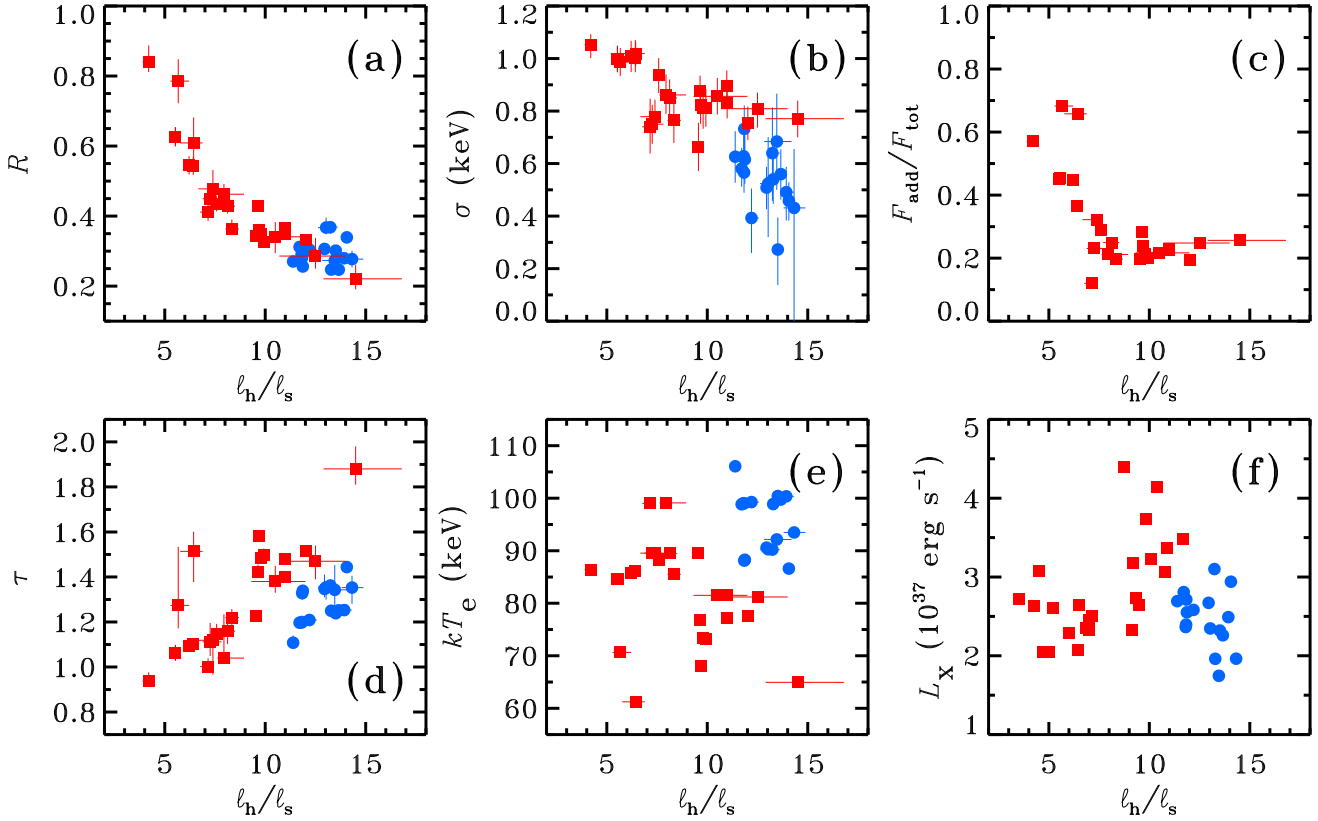 1.0
0.8
0.6
0.4
0.2
R
(a)
5 10 15
ℓh/ℓs
1.2
1.0
0.8
0.6
0.4
0.2
0.0
σ (keV)
(b)
5 10 15
ℓh/ℓs
1.0
0.8
0.6
0.4
0.2
0.0
Fadd/Ftot
(c)
5 10 15
ℓh/ℓs
2.0
1.8
1.6
1.4
1.2
1.0
0.8
τ
(d)
5 10 15
ℓh/ℓs
110
100
90
80
70
60
kTe (keV)
(e)
5 10 15
ℓh/ℓs
5
4
3
2
1
LX (10³⁷ erg s⁻¹)
(f)
5 10 15
ℓh/ℓs